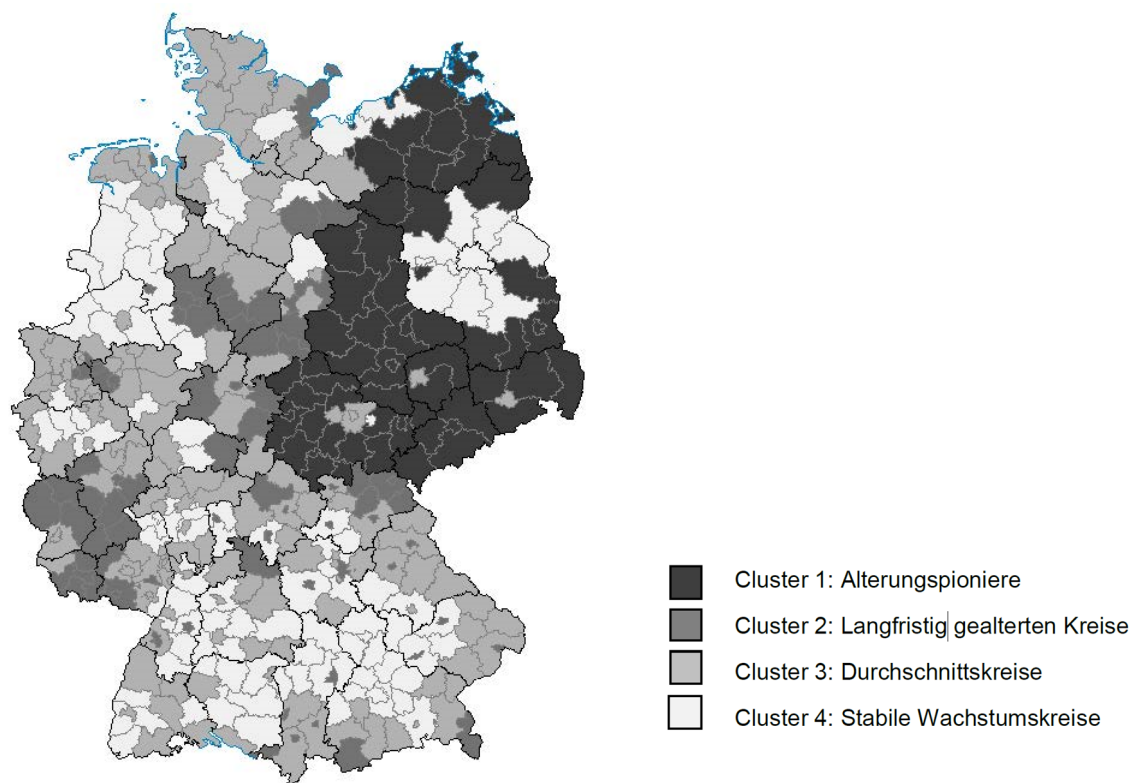 Cluster 1: Alterungspioniere
Cluster 2: Langfristig gealterten Kreise
Cluster 3: Durchschnittskreise
Cluster 4: Stabile Wachstumskreise